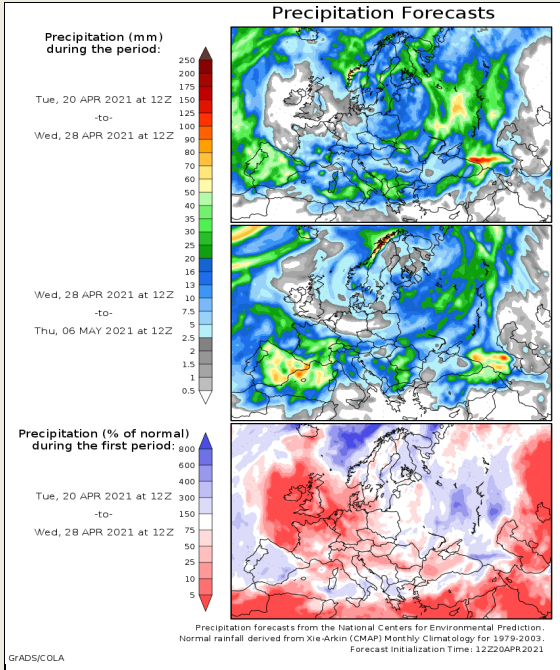 Precipitation Forecasts
Precipitation (mm)
during the period:
Tue, 20 APR 2021 at 12Z
-to-
Wed, 28 APR 2021 at 12Z
250
200
175
150
125
100
90
80
70
60
50
40
35
30
25
20
16
13
10
7.5
5
2.5
2
1.5
1
0.5
Wed, 28 APR 2021 at 12Z
-to-
Thu, 06 MAY 2021 at 12Z
Precipitation (% of normal)
during the first period:
Tue, 20 APR 2021 at 12Z
-to-
Wed, 28 APR 2021 at 12Z
800
600
400
300
150
75
50
25
10
5
Precipitation forecasts from the National Centers for Environmental Prediction.
Normal rainfall derived from Xie-Arkin (CMAP) Monthly Climatology for 1979-2003.
Forecast Initialization Time: 12Z20APR2021
GrADS/COLA